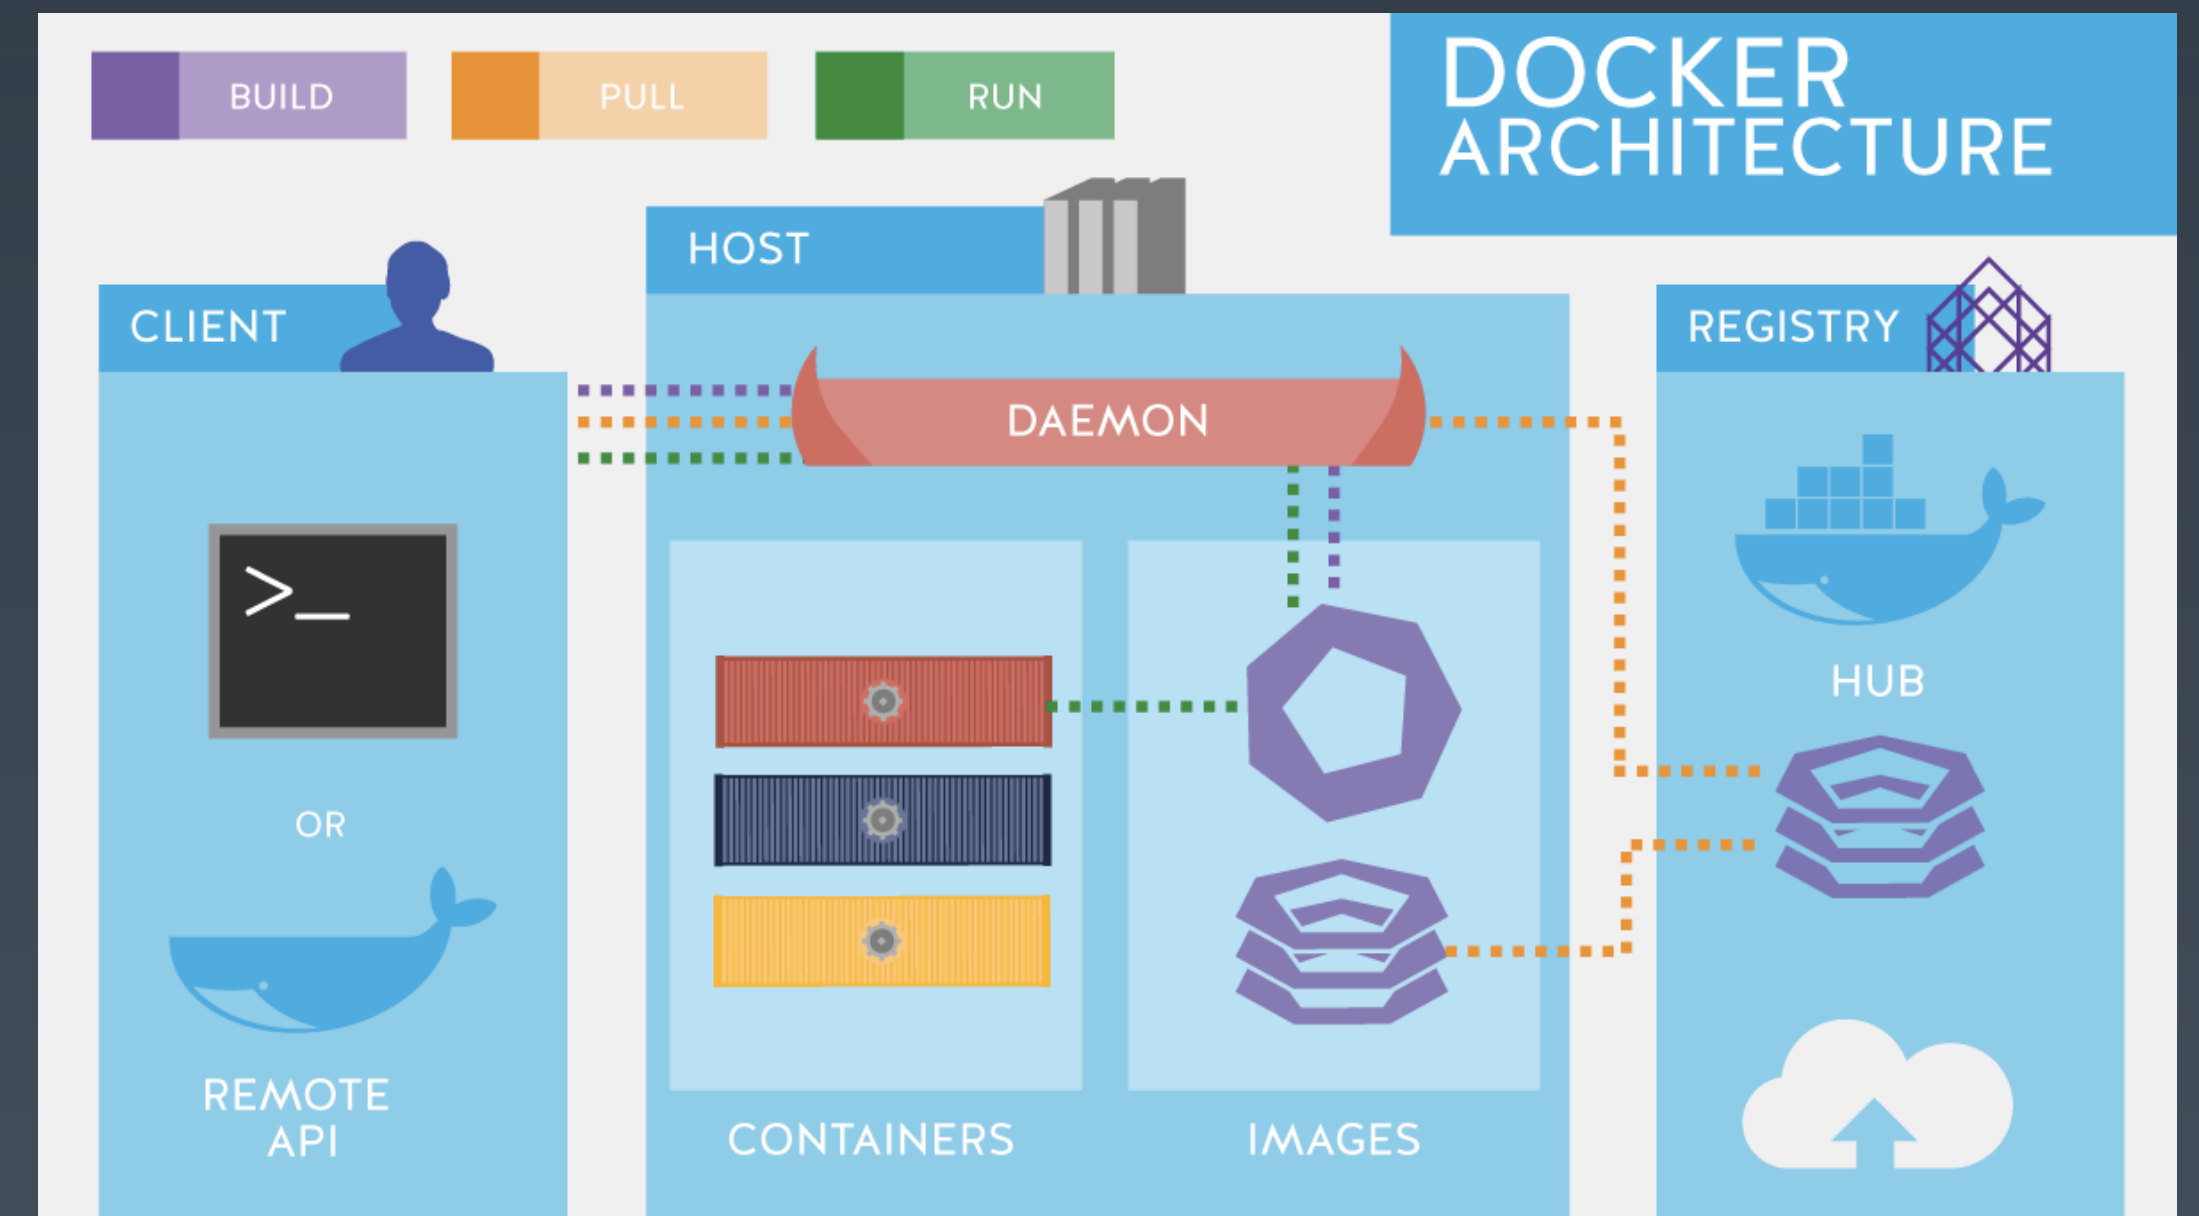 BUILD
PULL
RUN
DOCKER
ARCHITECTURE
HOST
CLIENT
REGISTRY
DAEMON
>_
HUB
OR
REMOTE
API
CONTAINERS
IMAGES